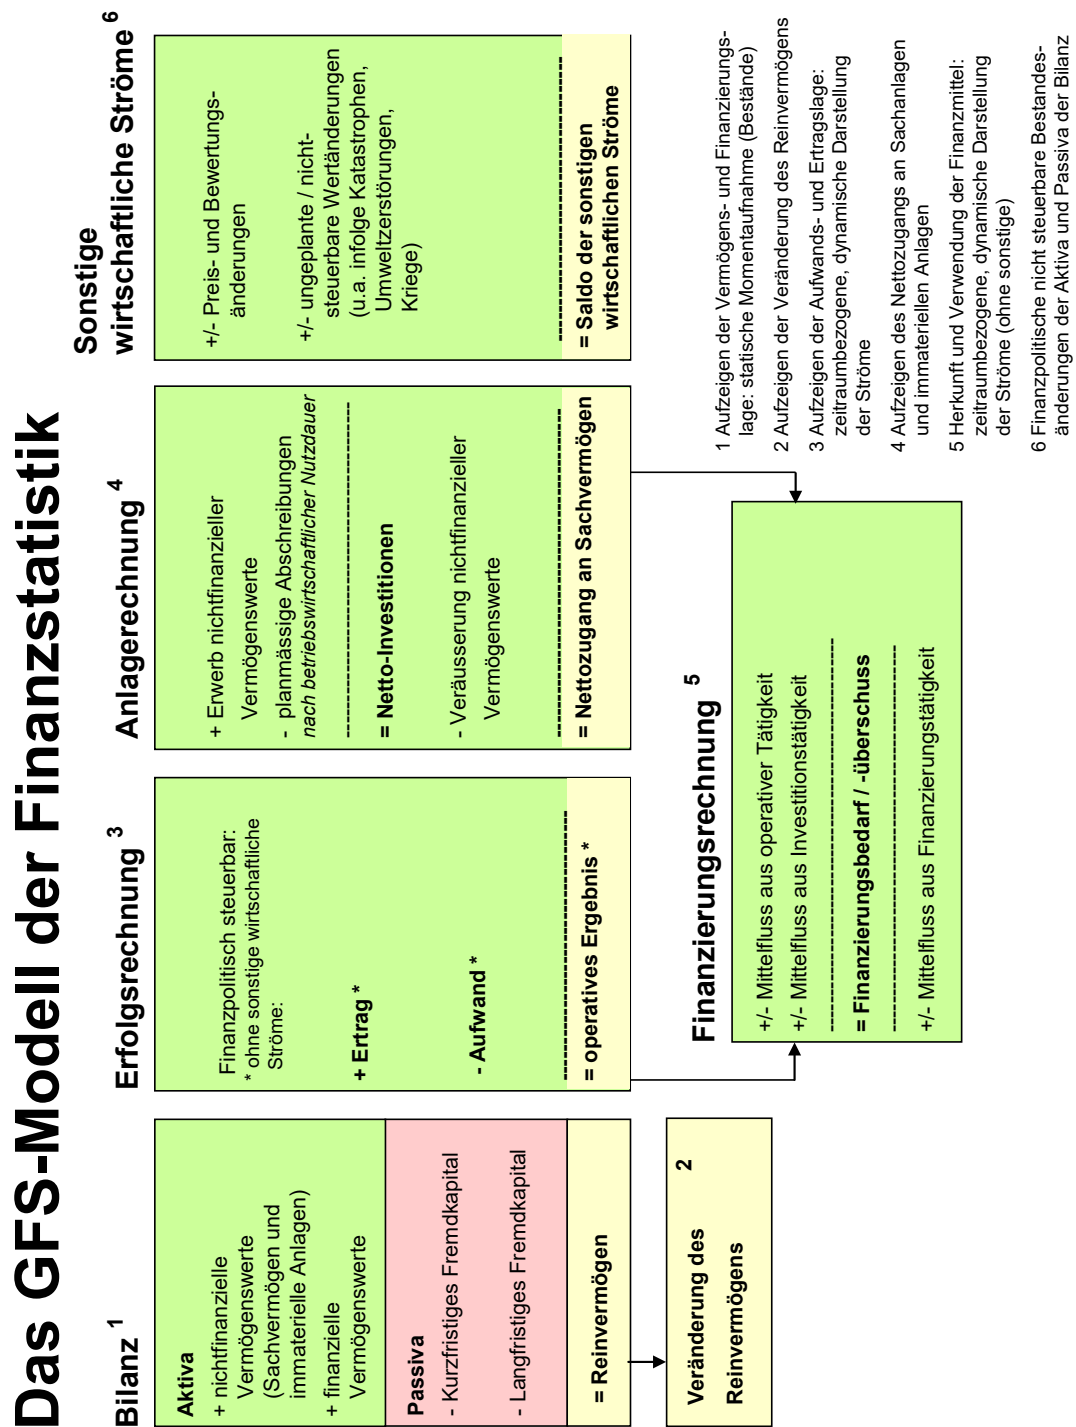 Das GFS-Modell der Finanzstatistik
Bilanz 1
Aktiva
+ nichtfinanzielle
Vermögenswerte
(Sachvermögen und
immaterielle Anlagen)
+ finanzielle
Vermögenswerte
Passiva
- Kurzfristiges Fremdkapital
- Langfristiges Fremdkapital
= Reinvermögen
Veränderung des
Reinvermögens
2
Erfolgsrechnung 3
Finanzpolitisch steuerbar:
* ohne sonstige wirtschaftliche
Ströme:
+ Ertrag *
- Aufwand *
= operatives Ergebnis *
Anlagerechnung 4
+ Erwerb nichtfinanzieller
Vermögenswerte
- planmässige Abschreibungen
nach betriebswirtschaftlicher Nutzdauer
= Netto-Investitionen
- Veräusserung nichtfinanzieller
Vermögenswerte
= Nettozugang an Sachvermögen
Sonstige
wirtschaftliche Ströme 6
+/- Preis- und Bewertungs-
änderungen
+/- ungeplante / nicht-
steuerbare Wertänderungen
(u.a. infolge Katastrophen,
Umweltzerstörungen,
Kriege)
= Saldo der sonstigen
wirtschaftlichen Ströme
Finanzierungsrechnung 5
+/- Mittelfluss aus operativer Tätigkeit
+/- Mittelfluss aus Investitionstätigkeit
= Finanzierungsbedarf / -überschuss
+/- Mittelfluss aus Finanzierungstätigkeit
1 Aufzeigen der Vermögens- und Finanzierungs-
lage: statische Momentaufnahme (Bestände)
2 Aufzeigen der Veränderung des Reinvermögens
3 Aufzeigen der Aufwands- und Ertragslage:
zeitraumbezogene, dynamische Darstellung
der Ströme
4 Aufzeigen des Nettozugangs an Sachanlagen
und immateriellen Anlagen
5 Herkunft und Verwendung der Finanzmittel:
zeitraumbezogene, dynamische Darstellung
der Ströme (ohne sonstige)
6 Finanzpolitische nicht steuerbare Bestandes-
änderungen der Aktiva und Passiva der Bilanz